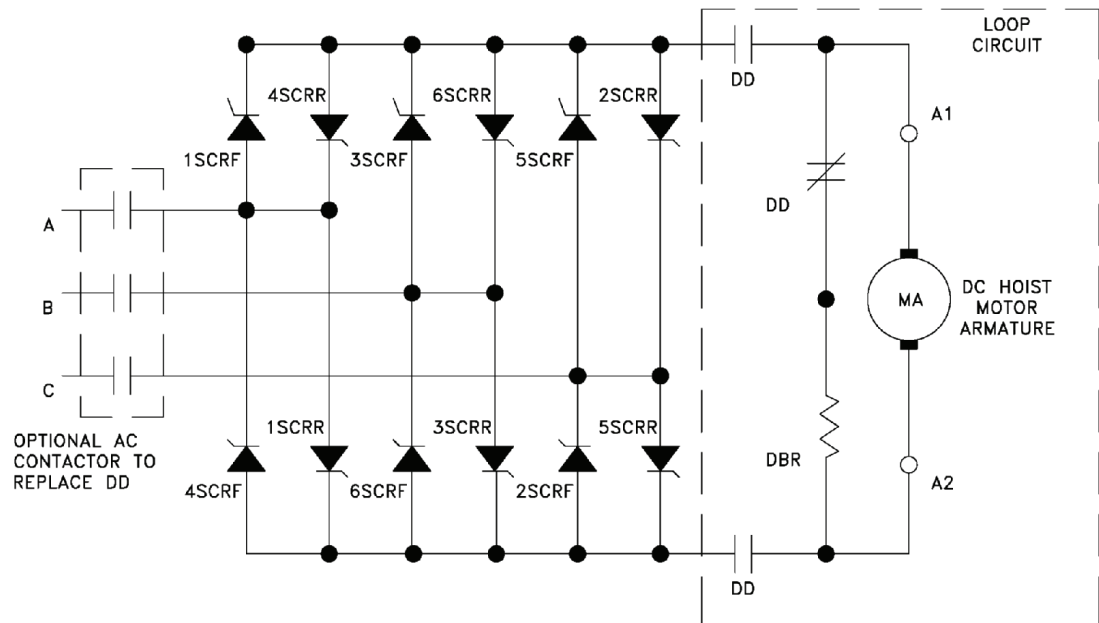 LOOP
CIRCUIT
DD
4SCRR
6SCRR
2SCRR
A1
1SCRF
3SCRF
5SCRF
DD
A
B
MA
DC HOIST
MOTOR
ARMATURE
C
OPTIONAL AC
CONTACTOR TO
REPLACE DD
1SCRR
3SCRR
5SCRR
4SCRF
6SCRF
2SCRF
DBR
A2
DD